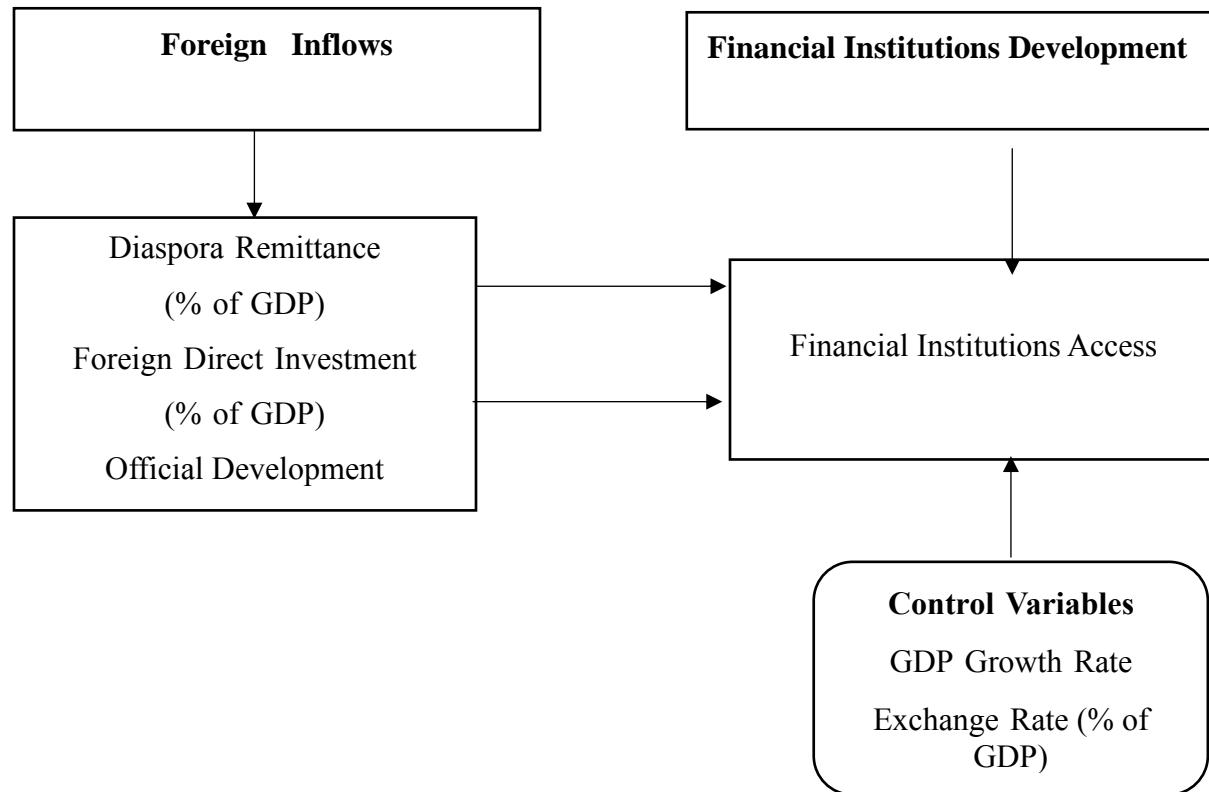 Foreign Inflows
Financial Institutions Development
Diaspora Remittance
(% of GDP)
Foreign Direct Investment
(% of GDP)
Official Development
Financial Institutions Access
Control Variables
GDP Growth Rate
Exchange Rate (% of
GDP)